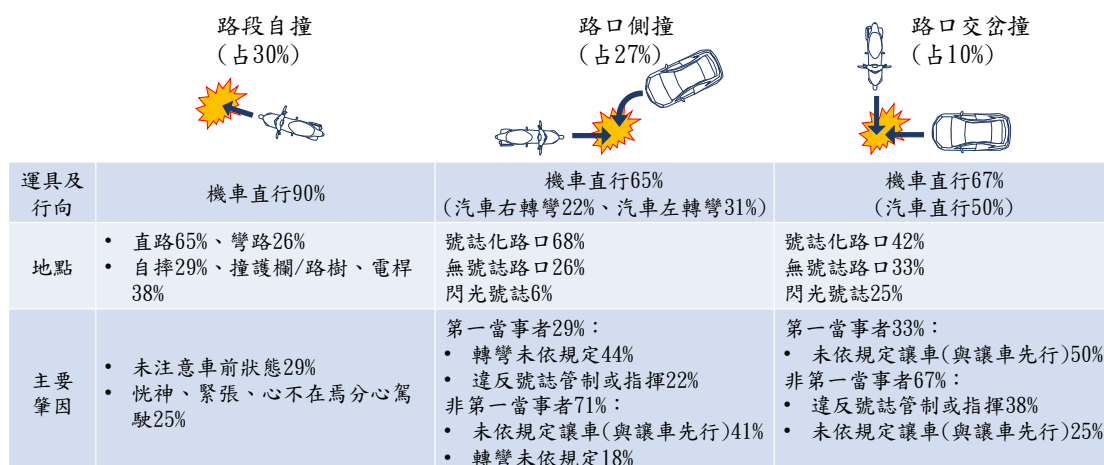 路段自撞
(占30%)
路口側撞
(占27%)
路口交岔撞
(占10%)
運具及
行向
機車直行90%
機車直行65%
(汽車右轉彎22%、汽車左轉彎31%)
機車直行67%
(汽車直行50%)
地點
• 直路65%、彎路26%
• 自摔29%、撞護欄/路樹、電桿
38%
號誌化路口68%
無號誌路口26%
閃光號誌6%
號誌化路口42%
無號誌路口33%
閃光號誌25%
主要
肇因
• 未注意車前狀態29%
• 恍神、緊張、心不在焉分心駕
駛25%
第一當事者29%：
• 轉彎未依規定44%
• 違反號誌管制或指揮22%
非第一當事者71%：
• 未依規定讓車(與讓車先行)41%
• 轉彎未依規定18%
第一當事者33%：
• 未依規定讓車(與讓車先行)50%
非第一當事者67%：
• 違反號誌管制或指揮38%
• 未依規定讓車(與讓車先行)25%